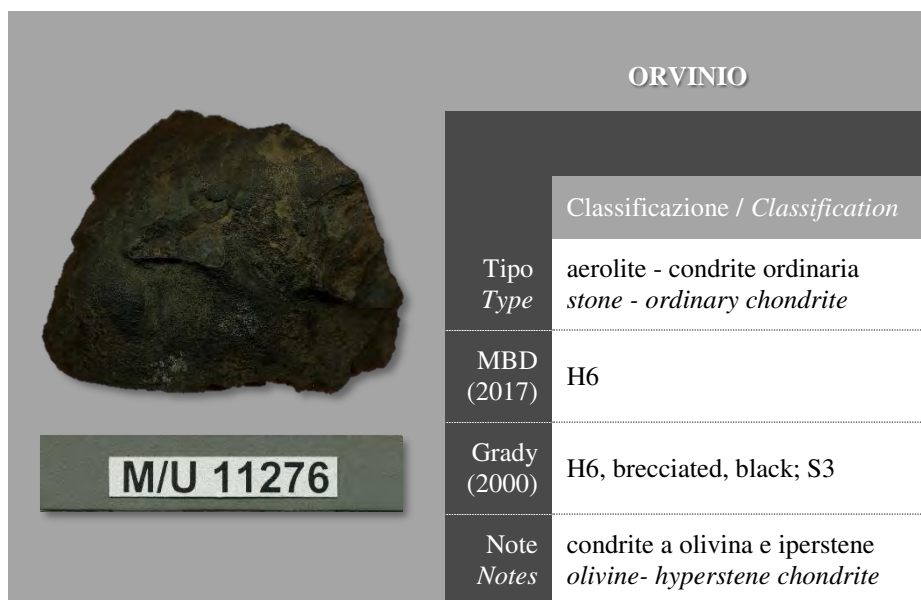 ORVINIO
Classificazione / Classification
Tipo
Type
aerolite - condrite ordinaria
stone - ordinary chondrite
MBD
(2017)
H6
Grady
(2000)
H6, brecciated, black; S3
Note
Notes
condrite a olivina e iperstene
olivine- hyperstene chondrite
M/U 11276